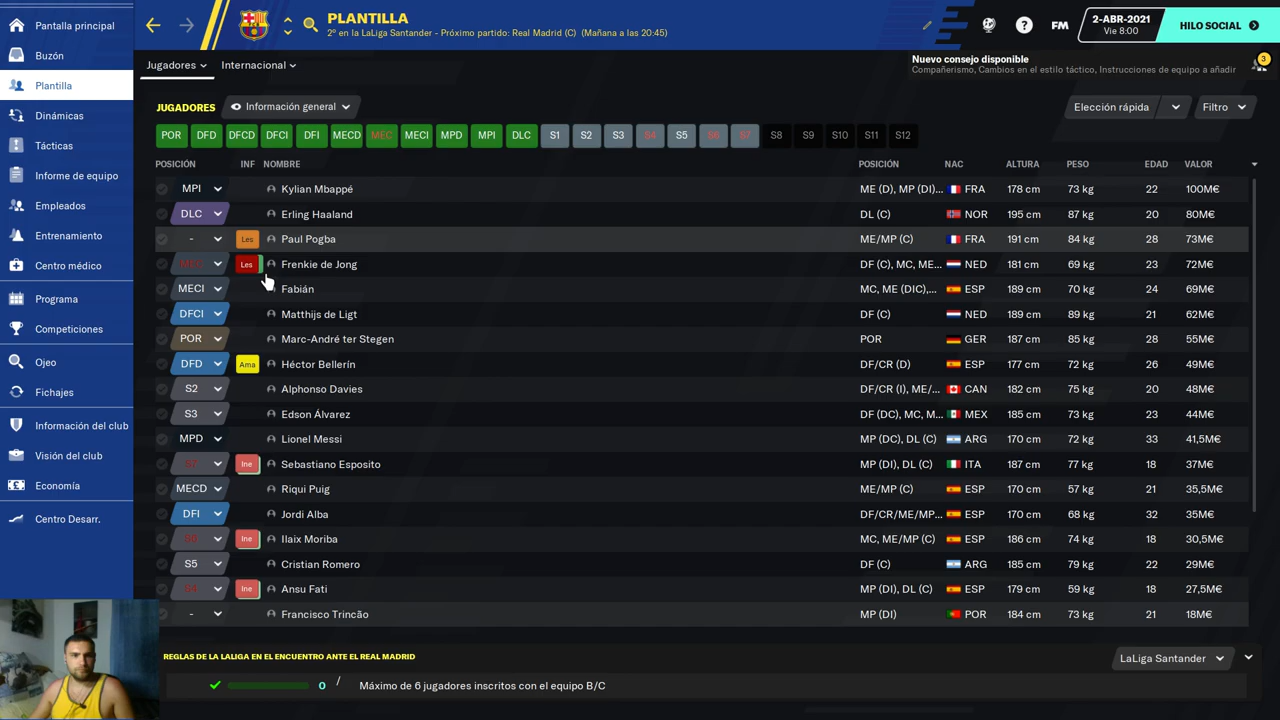 Pantalla principal
Buzón
Plantilla
Dinámicas
Tácticas
Informe de equipo
Empleados
Entrenamiento
Centro médico
Programa
Competiciones
Ojeo
Fichajes
Información del club
Visión del club
Economía
Centro Desarr.
PLANTILLA
2º en la LaLiga Santander - Próximo partido: Real Madrid (C) (Mañana a las 20:45)
? FM 2-ABR-2021 HILO SOCIAL
Vie 8:00
Jugadores Internacional
Nuevo consejo disponible 3
Compañerismo, Cambios en el estilo táctico, Instrucciones de equipo a añadir
JUGADORES Información general Elección rápida Filtro
POR DFD DFCD DFCI DFI MECD MEC MECI MPD MPI DLC S1 S2 S3 S4 S5 S6 S7 S8 S9 S10 S11 S12
POSICIÓN INF NOMBRE POSICIÓN NAC ALTURA PESO EDAD VALOR
MPI Kylian Mbappé ME (D), MP (DI)... FRA 178 cm 73 kg 22 100M€
DLC Erling Haaland DL (C) NOR 195 cm 87 kg 20 80M€
- Les Paul Pogba ME/MP (C) FRA 191 cm 84 kg 28 73M€
MEC Les Frenkie de Jong DF (C), MC, ME... NED 181 cm 69 kg 23 72M€
MECI Fabián MC, ME (DIC),... ESP 189 cm 70 kg 24 69M€
DFCI Matthijs de Ligt DF (C) NED 189 cm 89 kg 21 62M€
POR Marc-André ter Stegen POR GER 187 cm 85 kg 28 55M€
DFD Ama Héctor Bellerín DF/CR (D) ESP 177 cm 72 kg 26 49M€
S2 Alphonso Davies DF/CR (I), ME/... CAN 182 cm 75 kg 20 48M€
S3 Edson Álvarez DF (DC), MC, M... MEX 185 cm 73 kg 23 44M€
MPD Lionel Messi MP (DC), DL (C) ARG 170 cm 72 kg 33 41,5M€
S7 Ine Sebastiano Esposito MP (DI), DL (C) ITA 187 cm 77 kg 18 37M€
MECD Riqui Puig ME/MP (C) ESP 170 cm 57 kg 21 35,5M€
DFI Jordi Alba DF/CR/ME/MP... ESP 170 cm 68 kg 32 35M€
S6 Ine Ilaix Moriba MC, ME/MP (C) ESP 186 cm 74 kg 18 30,5M€
S5 Cristian Romero DF (C) ARG 185 cm 79 kg 22 29M€
S4 Ine Ansu Fati MP (DI), DL (C) ESP 179 cm 59 kg 18 27,5M€
- Francisco Trincão MP (DI) POR 184 cm 73 kg 21 18M€
REGLAS DE LA LALIGA EN EL ENCUENTRO ANTE EL REAL MADRID LaLiga Santander
0 / Máximo de 6 jugadores inscritos con el equipo B/C